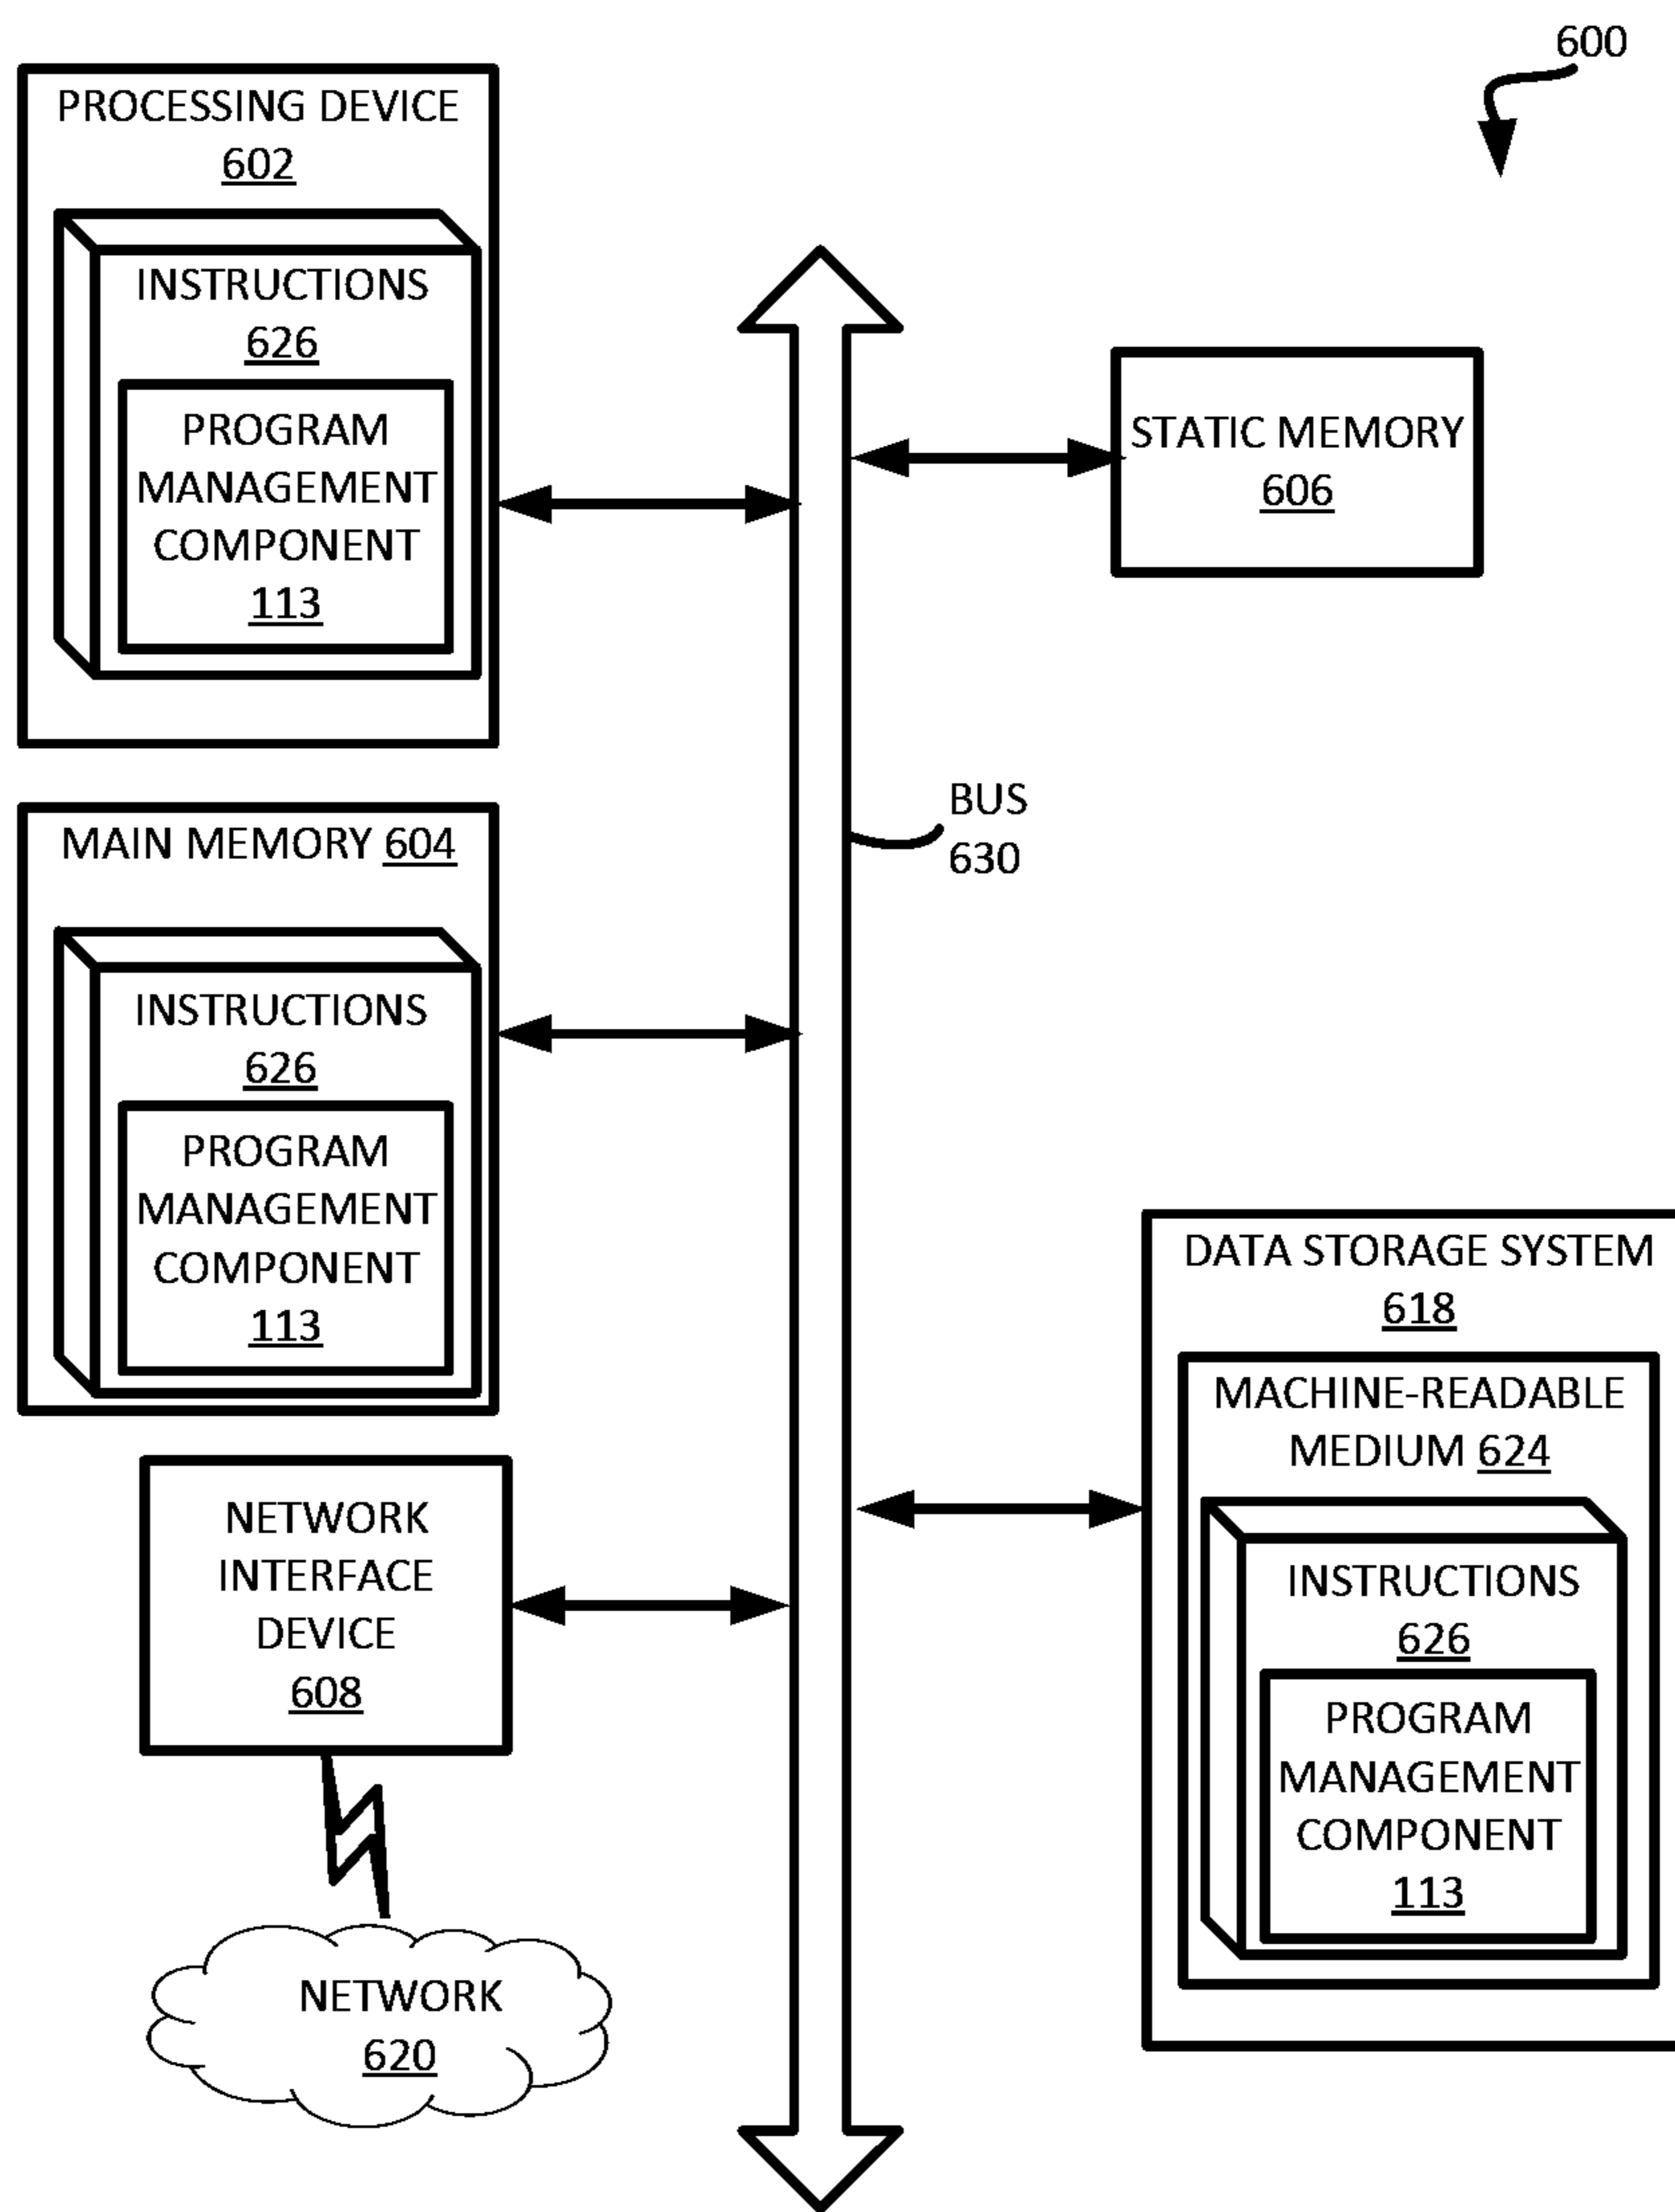 600
PROCESSING DEVICE
602
INSTRUCTIONS
626
PROGRAM
MANAGEMENT
COMPONENT
113
STATIC MEMORY
606
BUS
630
MAIN MEMORY 604
INSTRUCTIONS
626
PROGRAM
MANAGEMENT
COMPONENT
113
DATA STORAGE SYSTEM
618
MACHINE-READABLE
MEDIUM 624
INSTRUCTIONS
626
PROGRAM
MANAGEMENT
COMPONENT
113
NETWORK
INTERFACE
DEVICE
608
NETWORK
620